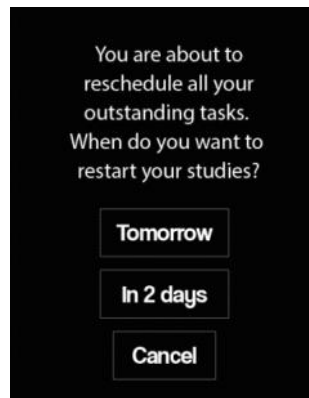 You are about to
reschedule all your
outstanding tasks.
When do you want to
restart your studies?
Tomorrow
In 2 days
Cancel